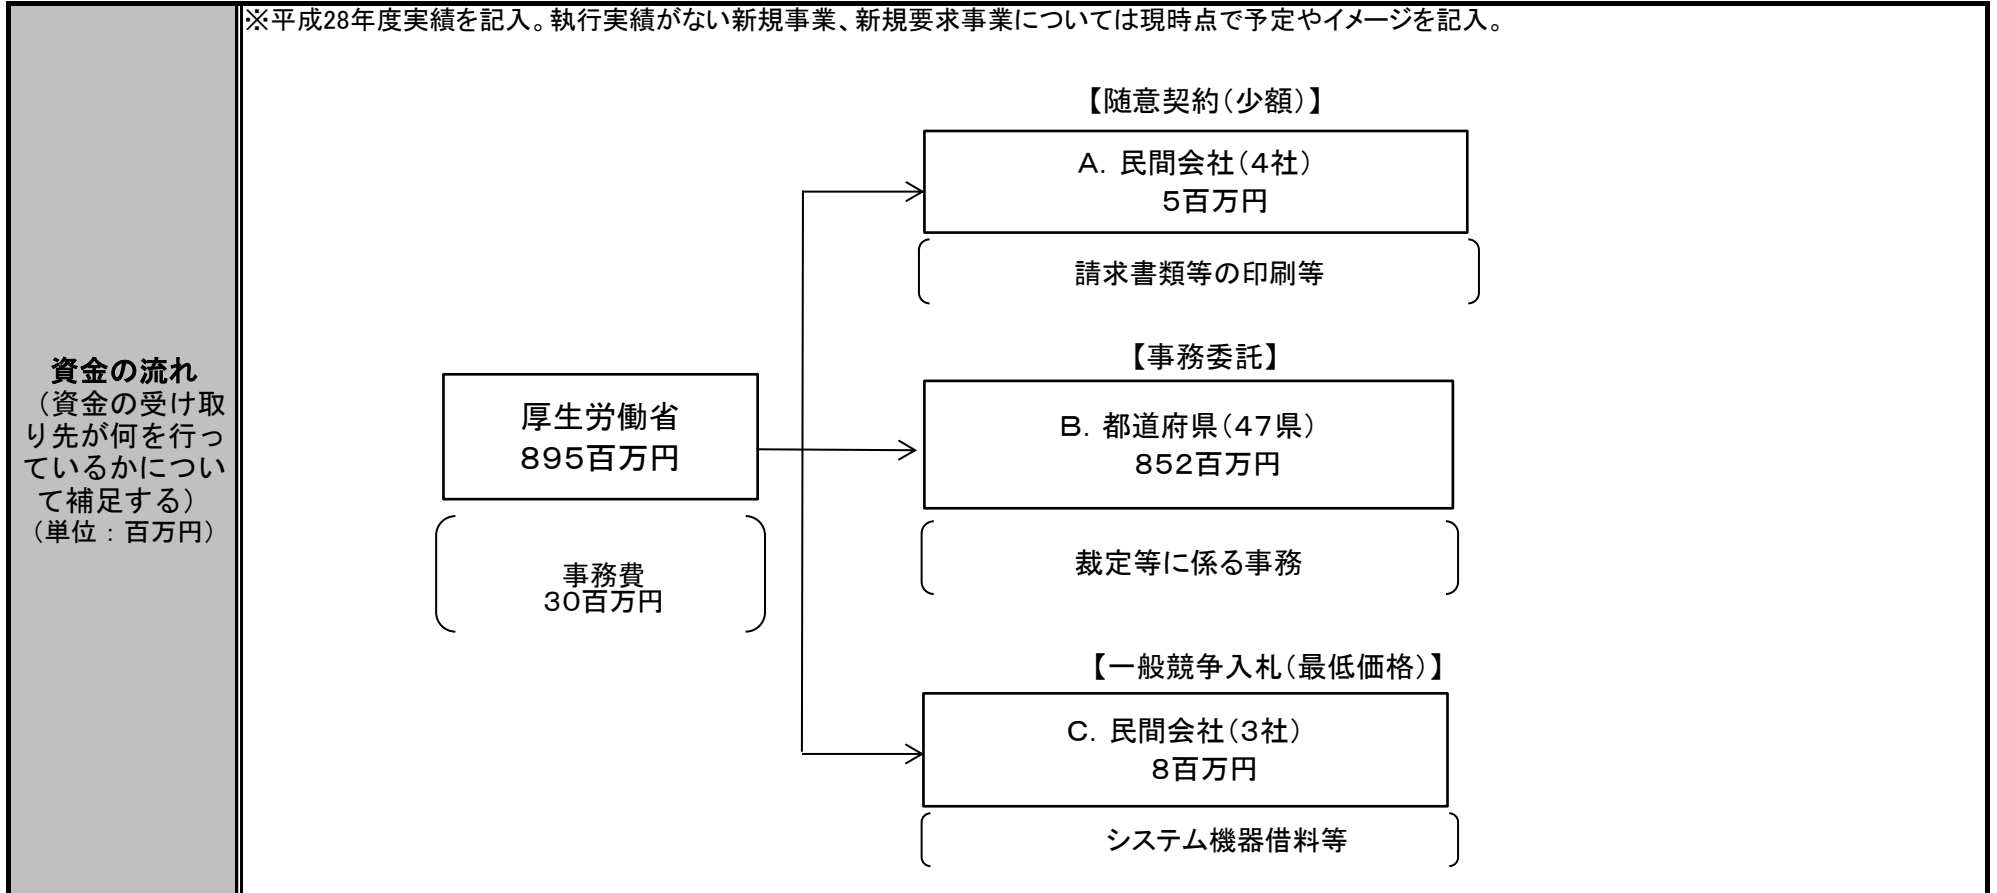 ※平成28年度実績を記入。執行実績がない新規事業、新規要求事業については現時点で予定やイメージを記入。
資金の流れ
（資金の受け取
り先が何を行っ
ているかについ
て補足する）
（単位：百万円）
厚生労働省
８９５百万円
事務費
３０百万円
【随意契約（少額）】
Ａ．民間会社（４社）
５百万円
請求書類等の印刷等
【事務委託】
Ｂ．都道府県（４７県）
８５２百万円
裁定等に係る事務
【一般競争入札（最低価格）】
Ｃ．民間会社（３社）
８百万円
システム機器借料等